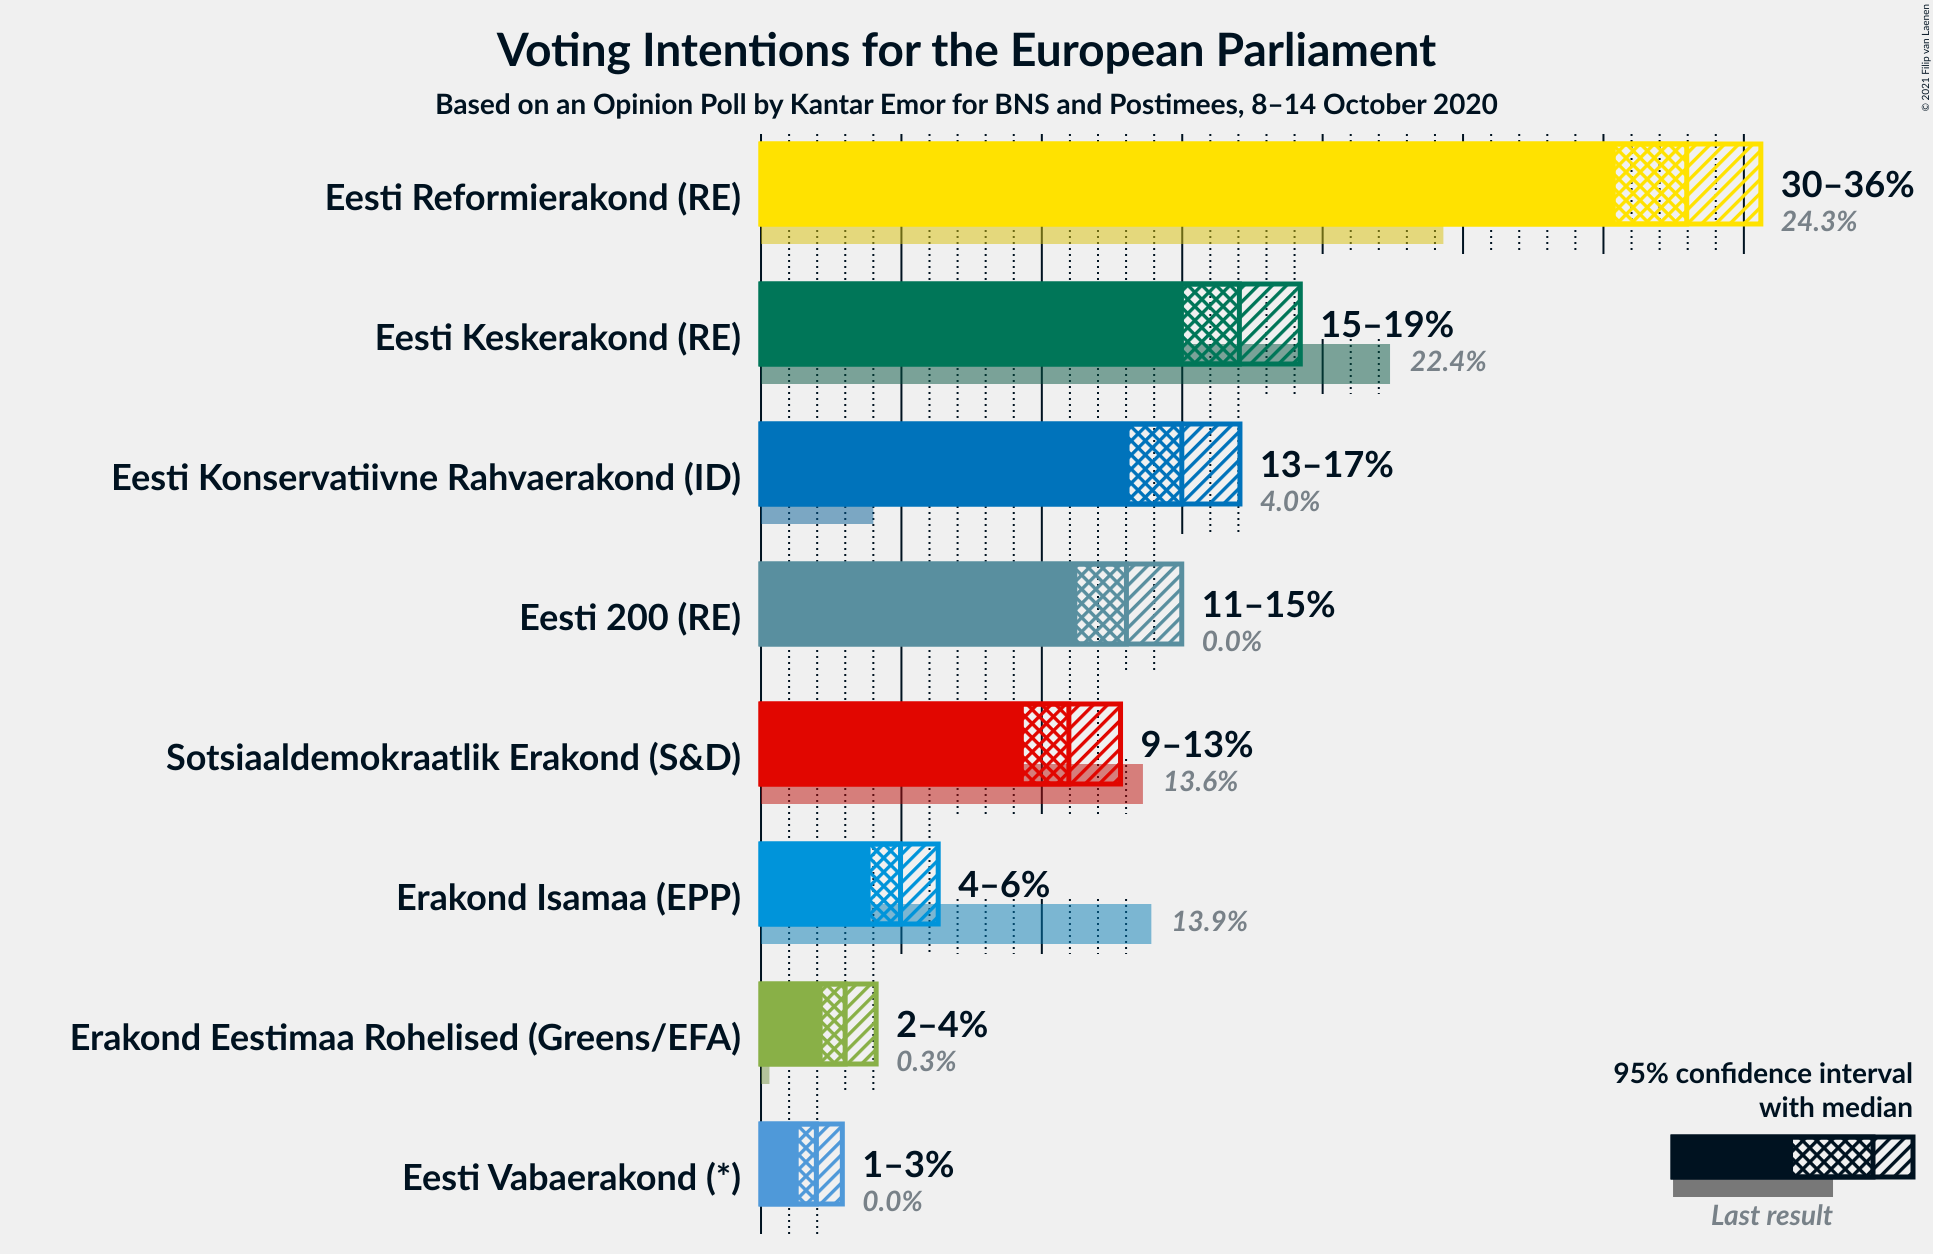 Voting Intentions for the European Parliament
Based on an Opinion Poll by Kantar Emor for BNS and Postimees, 8–14 October 2020
© 2021 Filip van Laenen
Eesti Reformierakond (RE)
30–36%
24.3%
Eesti Keskerakond (RE)
15–19%
22.4%
Eesti Konservatiivne Rahvaerakond (ID)
13–17%
4.0%
Eesti 200 (RE)
11–15%
0.0%
Sotsiaaldemokraatlik Erakond (S&D)
9–13%
13.6%
Erakond Isamaa (EPP)
4–6%
13.9%
Erakond Eestimaa Rohelised (Greens/EFA)
2–4%
0.3%
Eesti Vabaerakond (*)
1–3%
0.0%
95% confidence interval
with median
Last result